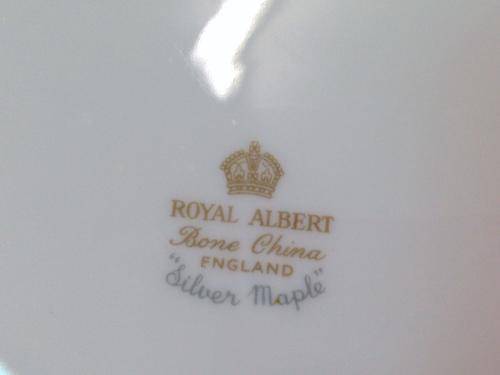 ROYAL ALBERT
Bone China
ENGLAND
"Silver Maple"